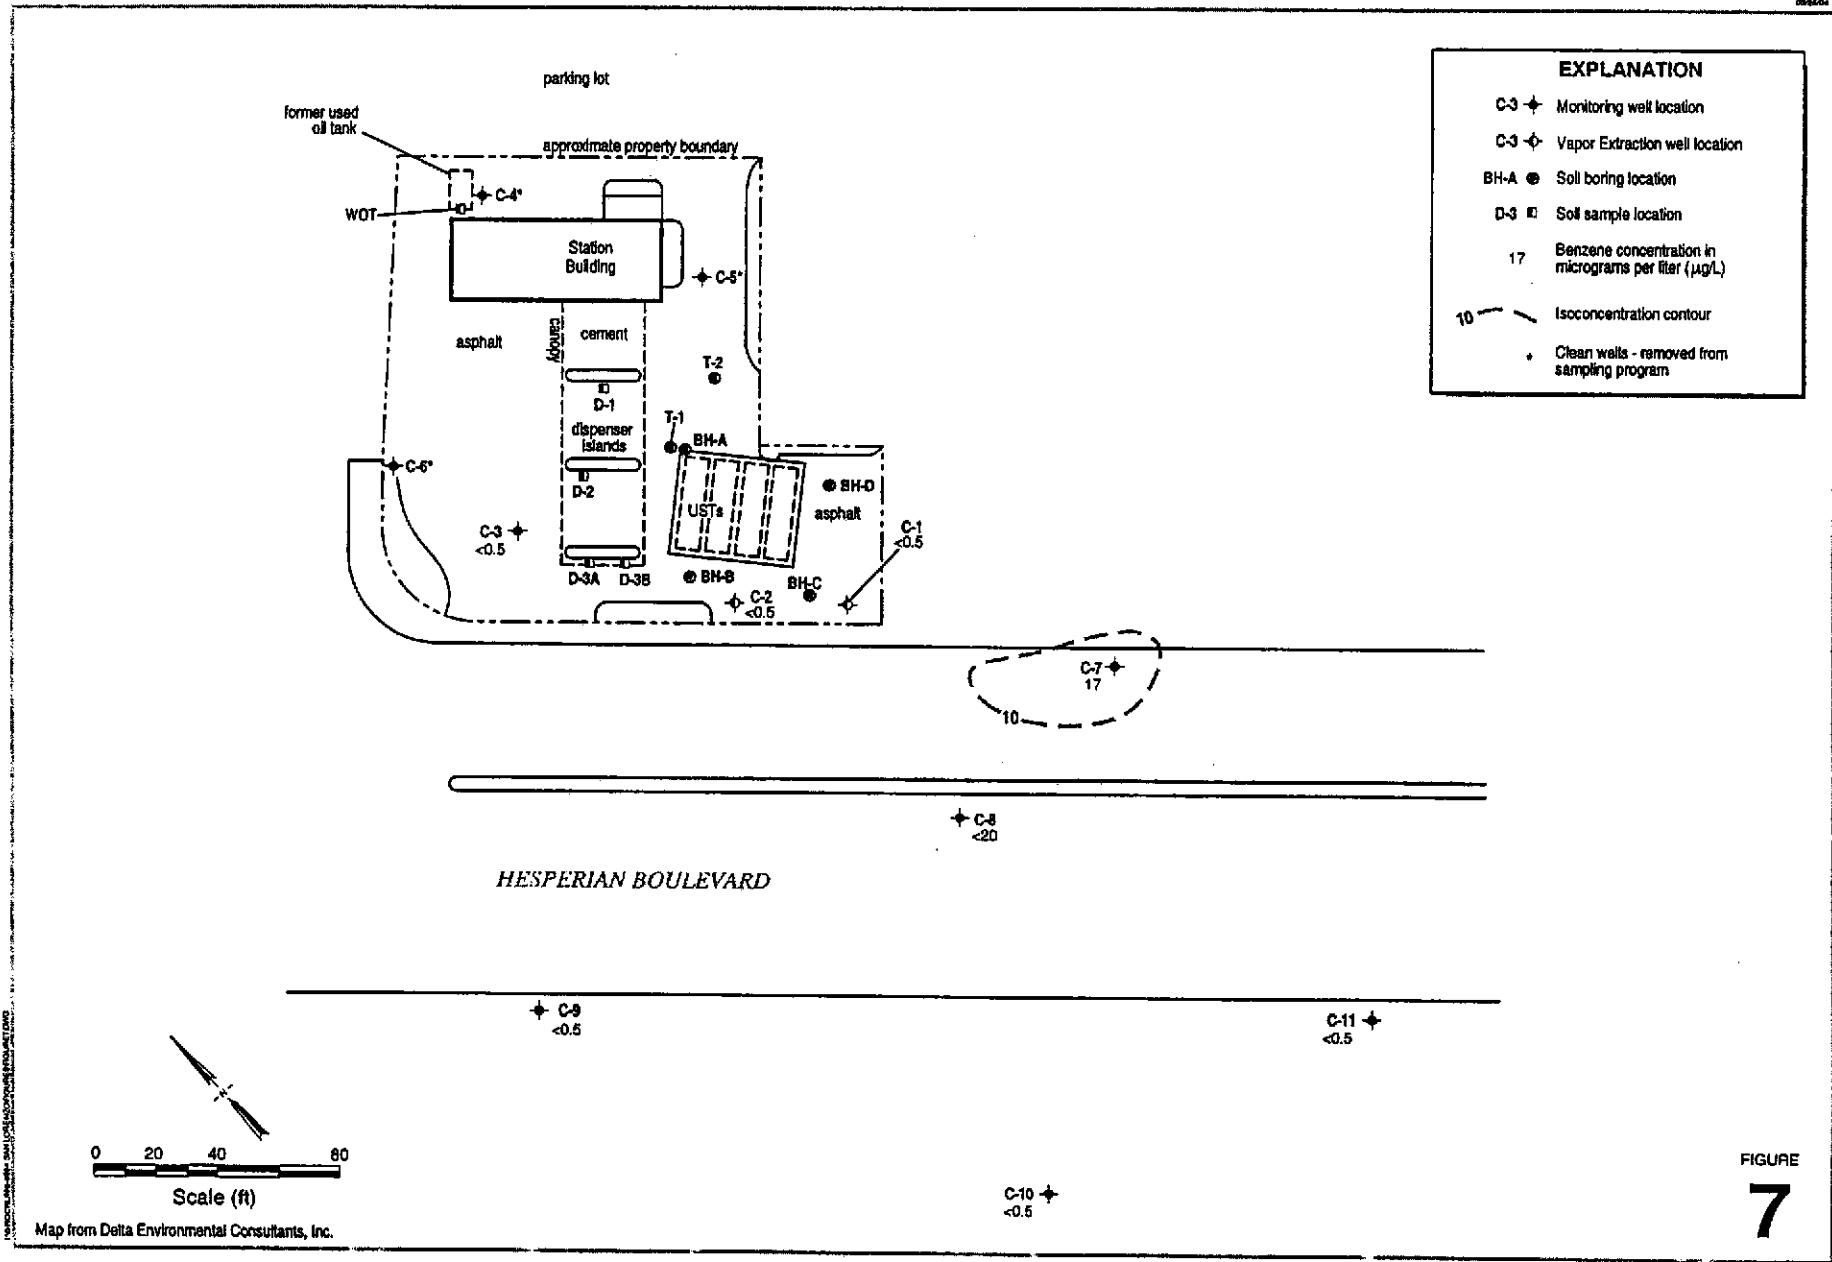 parking lot
former used
oil tank
approximate property boundary
C-4*
WOT
Station
Building
C-5*
canopy
cement
asphalt
T-2
D-1
dispenser
islands
T-1
BH-A
C-6*
D-2
BH-D
USTs
asphalt
C-3
<0.5
C-1
<0.5
D-3A
D-3B
BH-B
BH-C
C-2
<0.5
C-7
17
10
C-8
<20
HESPERIAN BOULEVARD
C-9
<0.5
C-11
<0.5
N
0 20 40 80
Scale (ft)
C-10
<0.5
Map from Delta Environmental Consultants, Inc.
EXPLANATION
C-3 Monitoring well location
C-3 Vapor Extraction well location
BH-A Soil boring location
D-3 Soil sample location
17 Benzene concentration in
micrograms per liter (µg/L)
10 Isoconcentration contour
* Clean wells - removed from
sampling program
FIGURE
7